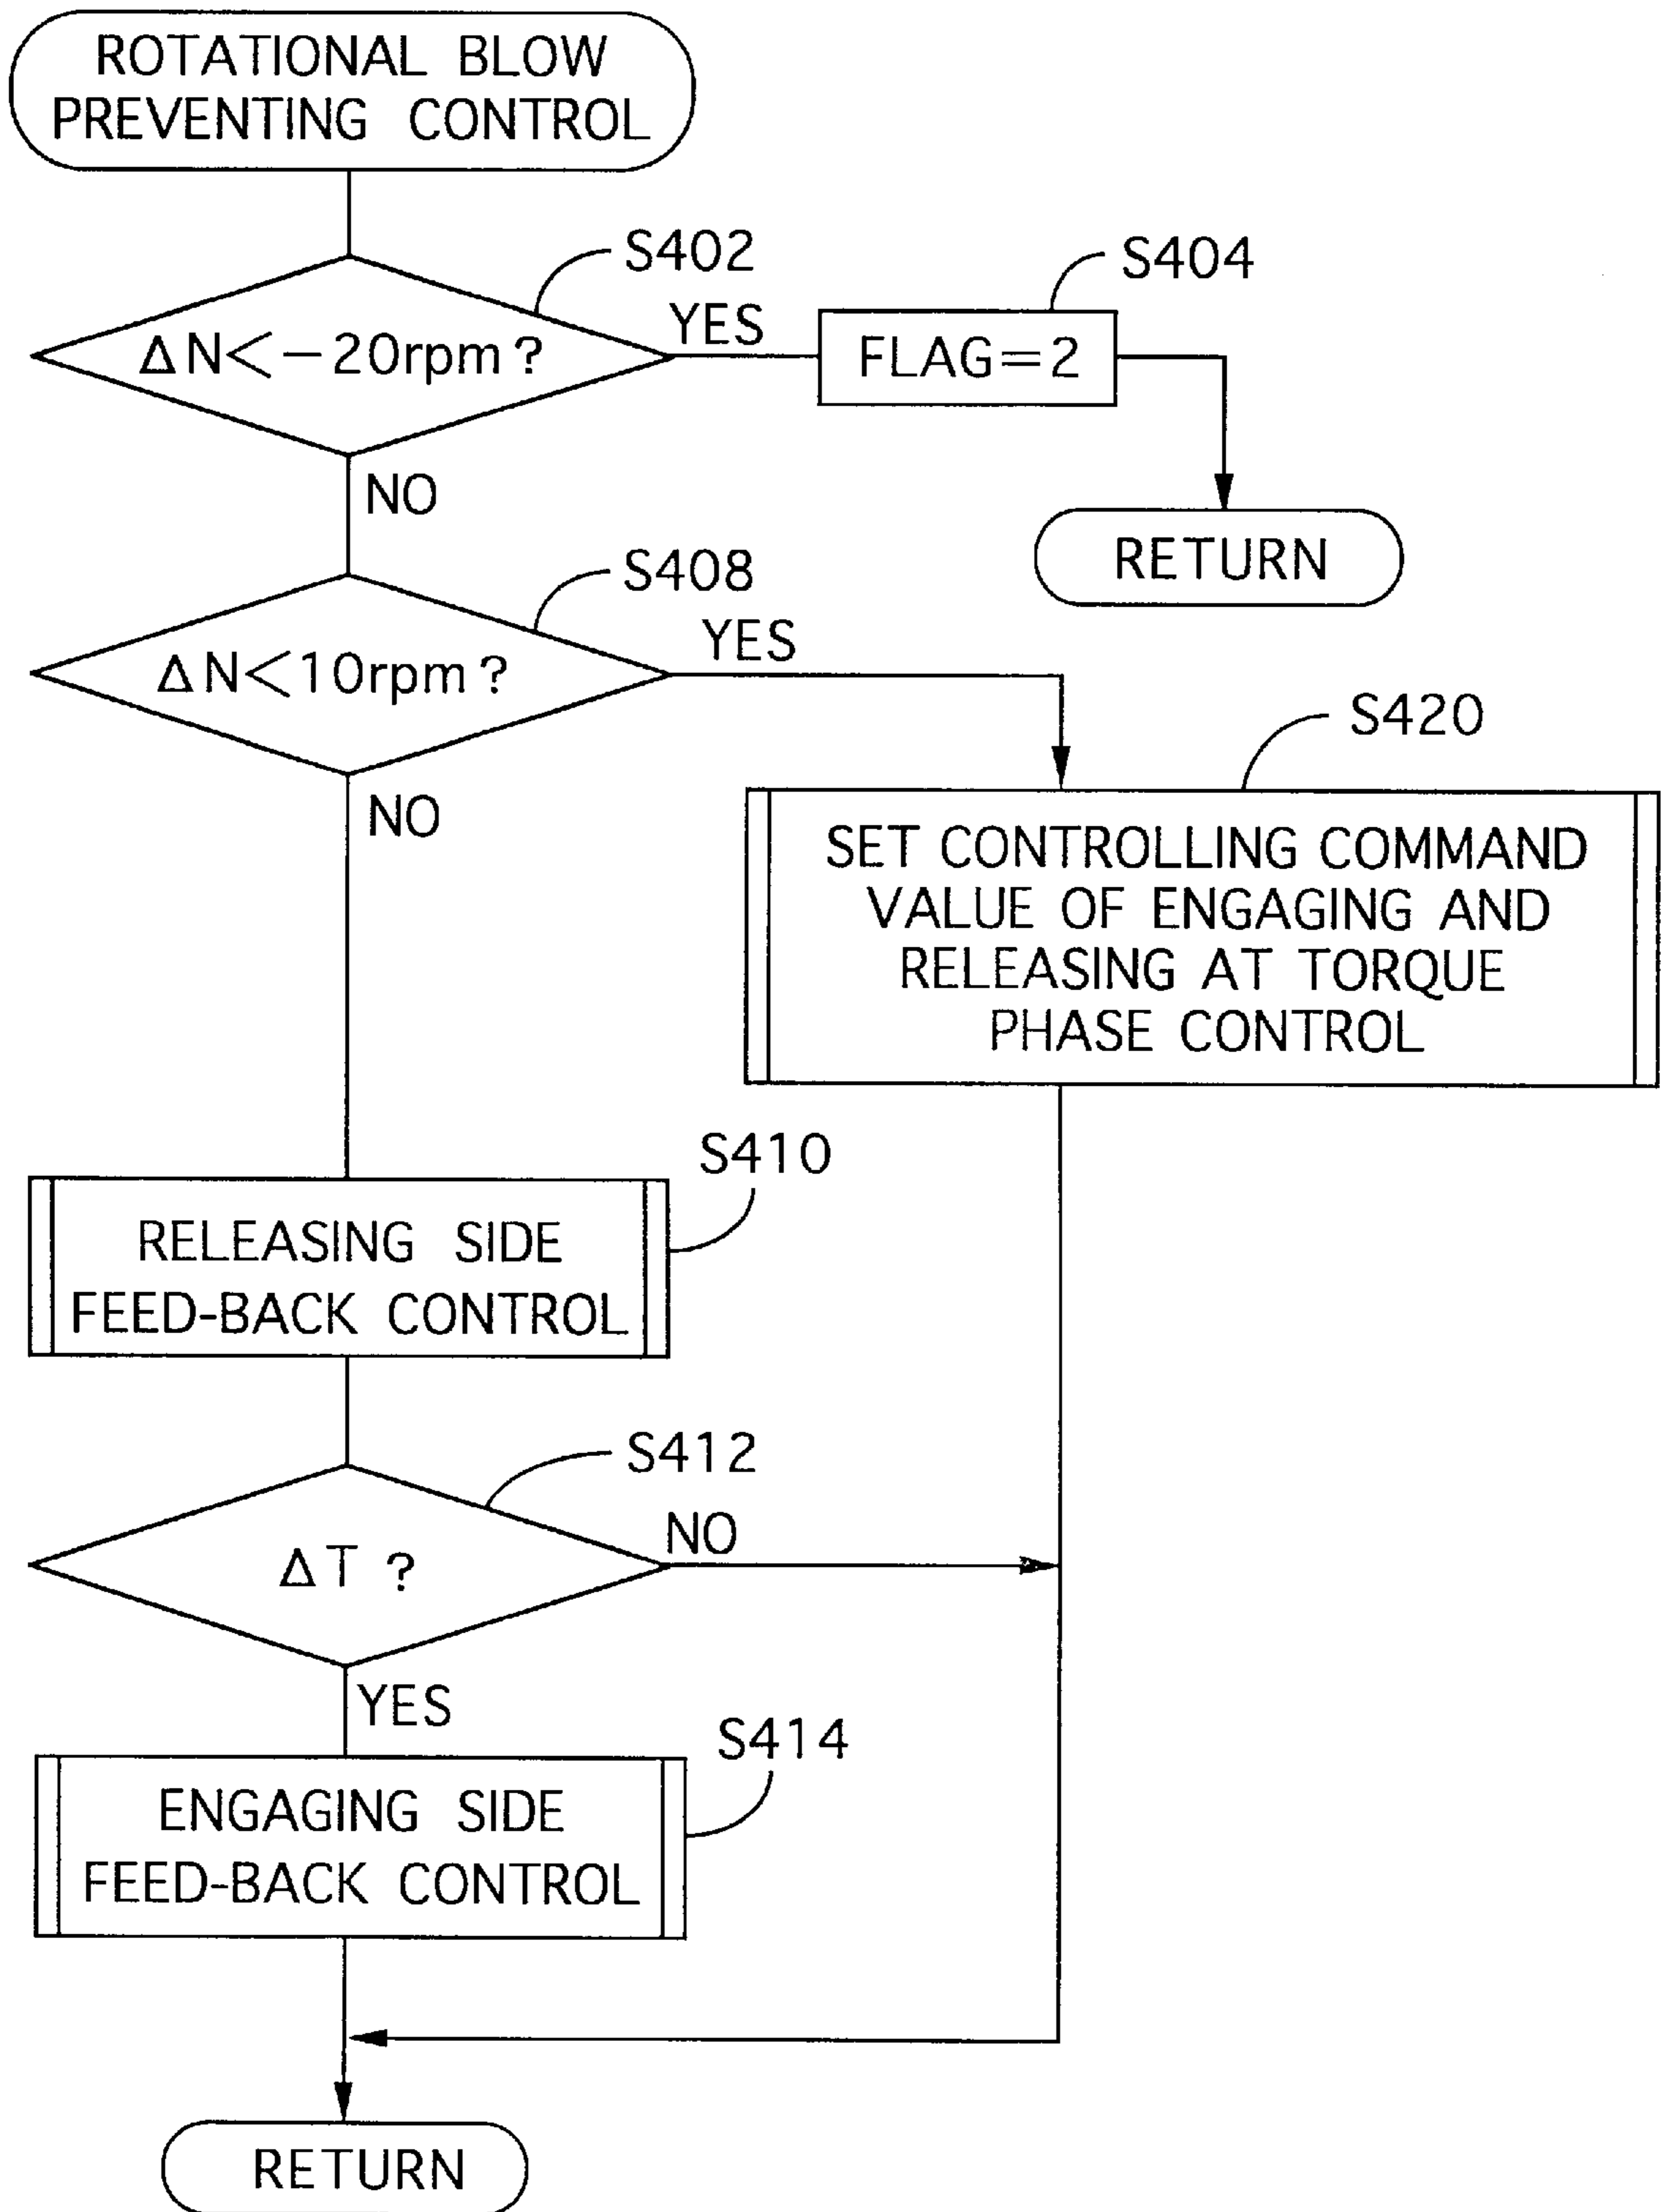 ROTATIONAL BLOW
PREVENTING CONTROL
S402
ΔN<-20rpm?
YES
S404
FLAG=2
RETURN
NO
S408
ΔN<10rpm?
YES
S420
SET CONTROLLING COMMAND
VALUE OF ENGAGING AND
RELEASING AT TORQUE
PHASE CONTROL
NO
S410
RELEASING SIDE
FEED-BACK CONTROL
S412
ΔT ?
NO
YES
S414
ENGAGING SIDE
FEED-BACK CONTROL
RETURN